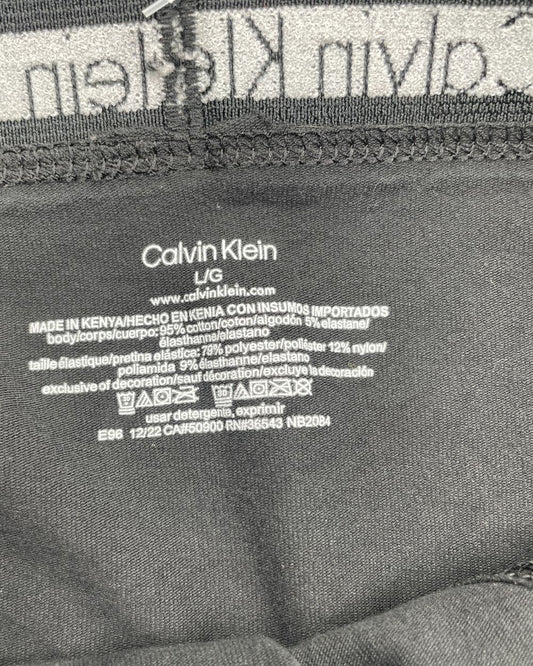 Calvin Klein Calvin Klein
Calvin Klein
L/G
www.calvinklein.com
MADE IN KENYA/HECHO EN KENIA CON INSUMOS IMPORTADOS
body/corps/cuerpo: 95% cotton/coton/algodón 5% elastane/
élasthanne/elastano
taille élastique/pretina elástica: 79% polyester/poliéster 12% nylon/
poliamida 9% élasthanne/elastano
exclusive of decoration/sauf décoration/excluye la decoración
usar detergente, exprimir
E96 12/22 CA#50900 RN#36543 NB2084